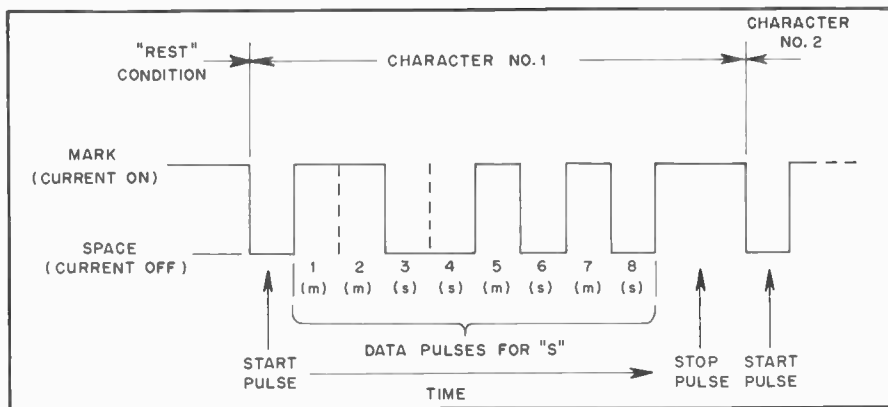 CHARACTER
NO. 2
"REST"
CONDITION
CHARACTER NO. 1
MARK
(CURRENT ON)
SPACE
(CURRENT OFF)
1 2 3 4 5 6 7 8
(m) (m) (s) (s) (m) (s) (m) (s)
DATA PULSES FOR "S"
START
PULSE
STOP
PULSE
START
PULSE
TIME